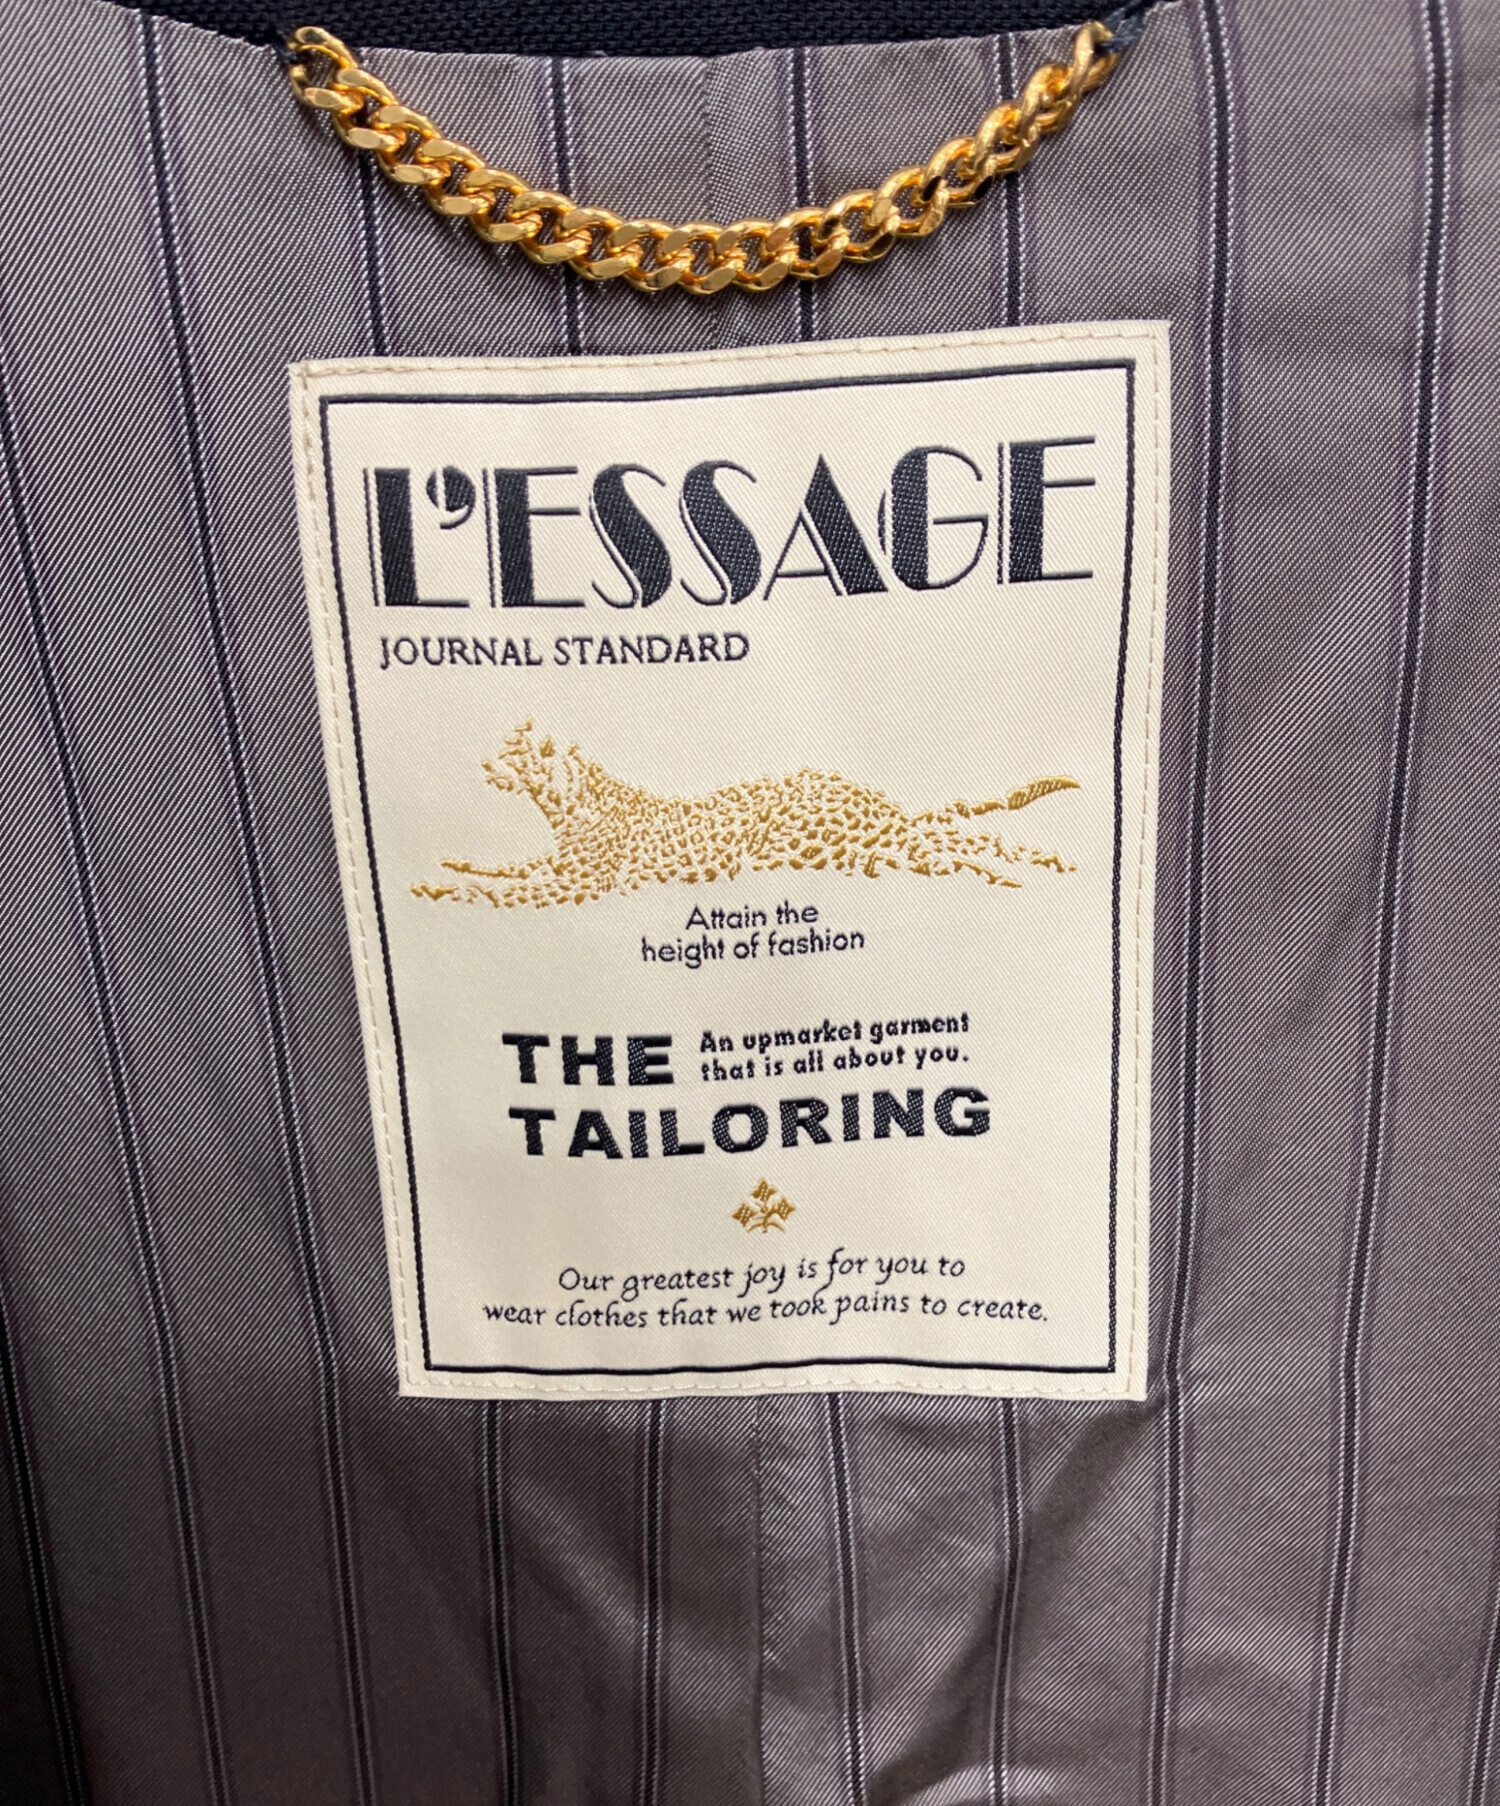 L'ESSAGE
JOURNAL STANDARD
Attain the
height of fashion
THE
An upmarket garment
that is all about you.
TAILORING
Our greatest joy is for you to
wear clothes that we took pains to create.